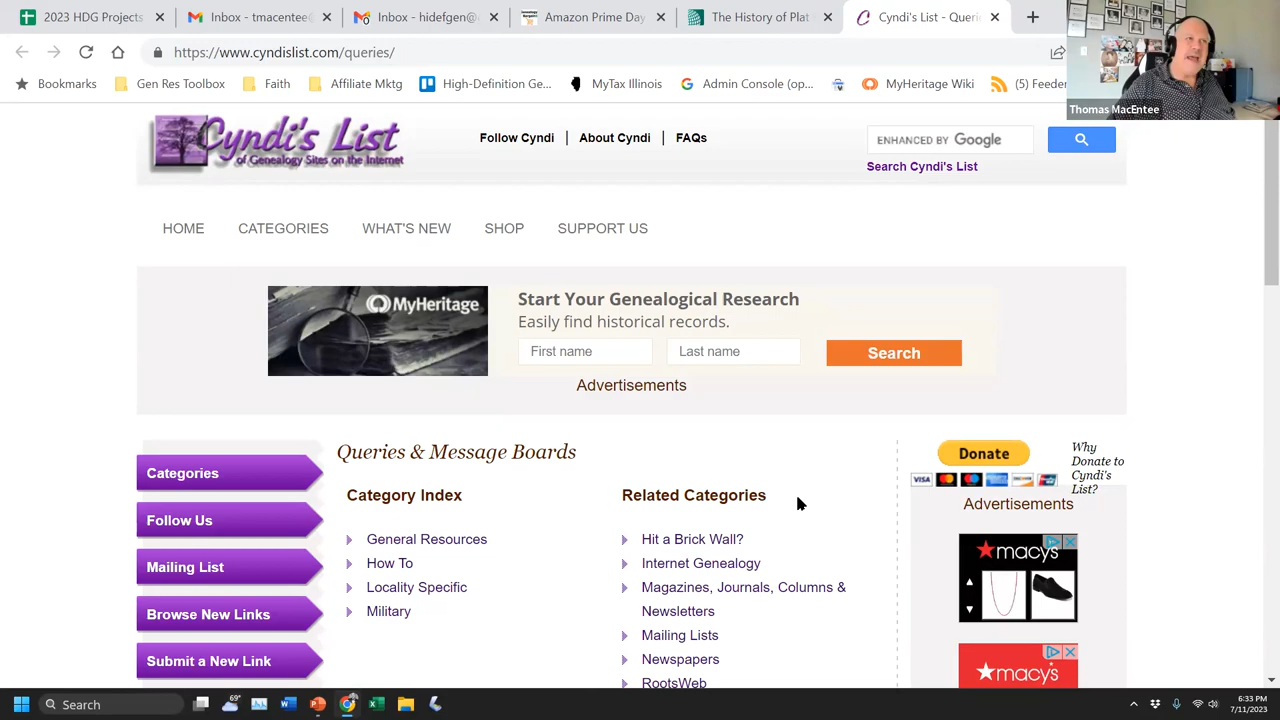 2023 HDG Projects
Inbox - tmacentee@
Inbox - hidefgen@
Amazon Prime Day
The History of Plat
Cyndi's List - Queri
Thomas MacEntee
https://www.cyndislist.com/queries/
Bookmarks
Gen Res Toolbox
Faith
Affiliate Mktg
High-Definition Ge...
MyTax Illinois
Admin Console (op...
MyHeritage Wiki
(5) Feeder
Cyndi's List
of Genealogy Sites on the Internet
Follow Cyndi | About Cyndi | FAQs
ENHANCED BY Google
Search Cyndi's List
HOME
CATEGORIES
WHAT'S NEW
SHOP
SUPPORT US
MyHeritage
Start Your Genealogical Research
Easily find historical records.
First name
Last name
Search
Advertisements
Categories
Follow Us
Mailing List
Browse New Links
Submit a New Link
Queries & Message Boards
Category Index
General Resources
How To
Locality Specific
Military
Related Categories
Hit a Brick Wall?
Internet Genealogy
Magazines, Journals, Columns &
Newsletters
Mailing Lists
Newspapers
RootsWeb
Donate
VISA
Why
Donate to
Cyndi's
List?
Advertisements
macys
macys
Search
69°
6:33 PM
7/11/2023